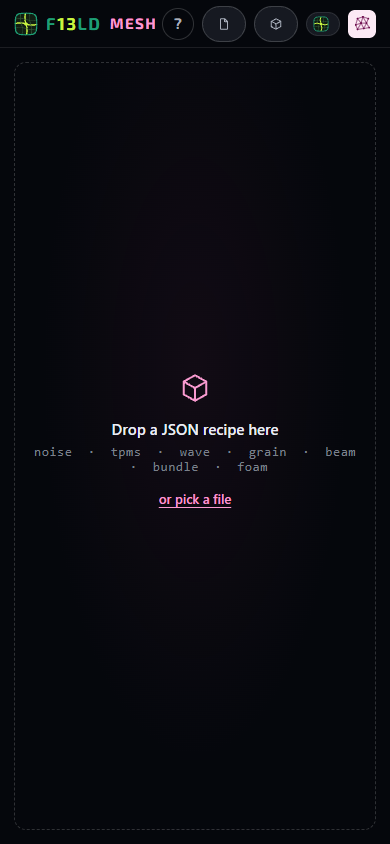 F13LD MESH ?
Drop a JSON recipe here
noise · tpms · wave · grain · beam
· bundle · foam
or pick a file